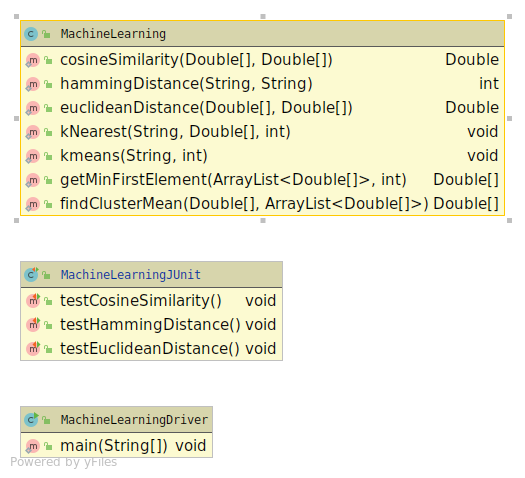 MachineLearning
cosineSimilarity(Double[], Double[]) Double
hammingDistance(String, String) int
euclideanDistance(Double[], Double[]) Double
kNearest(String, Double[], int) void
kmeans(String, int) void
getMinFirstElement(ArrayList<Double[]>, int) Double[]
findClusterMean(Double[], ArrayList<Double[]>) Double[]
MachineLearningJUnit
testCosineSimilarity() void
testHammingDistance() void
testEuclideanDistance() void
MachineLearningDriver
main(String[]) void
Powered by yFiles